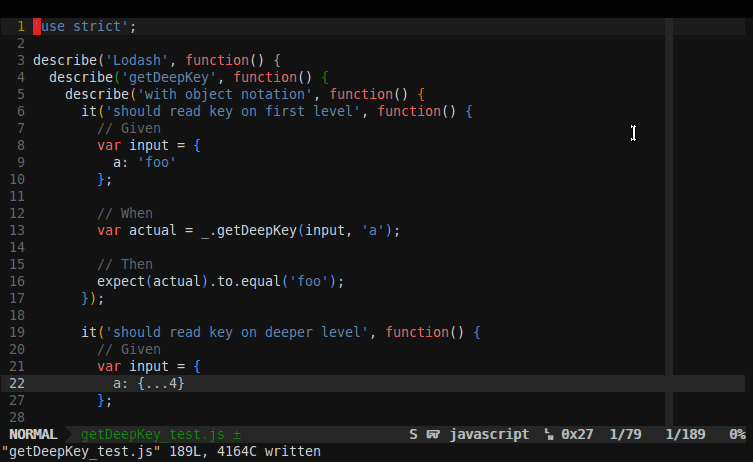 1 'use strict';
2
3 describe('Lodash', function() {
4   describe('getDeepKey', function() {
5     describe('with object notation', function() {
6       it('should read key on first level', function() {
7         // Given
8         var input = {
9           a: 'foo'
10         };
11
12         // When
13         var actual = _.getDeepKey(input, 'a');
14
15         // Then
16         expect(actual).to.equal('foo');
17       });
18
19       it('should read key on deeper level', function() {
20         // Given
21         var input = {
22           a: {...4}
27         };
28
NORMAL getDeepKey_test.js ± S javascript 0x27 1/79 1/189 0%
"getDeepKey_test.js" 189L, 4164C written